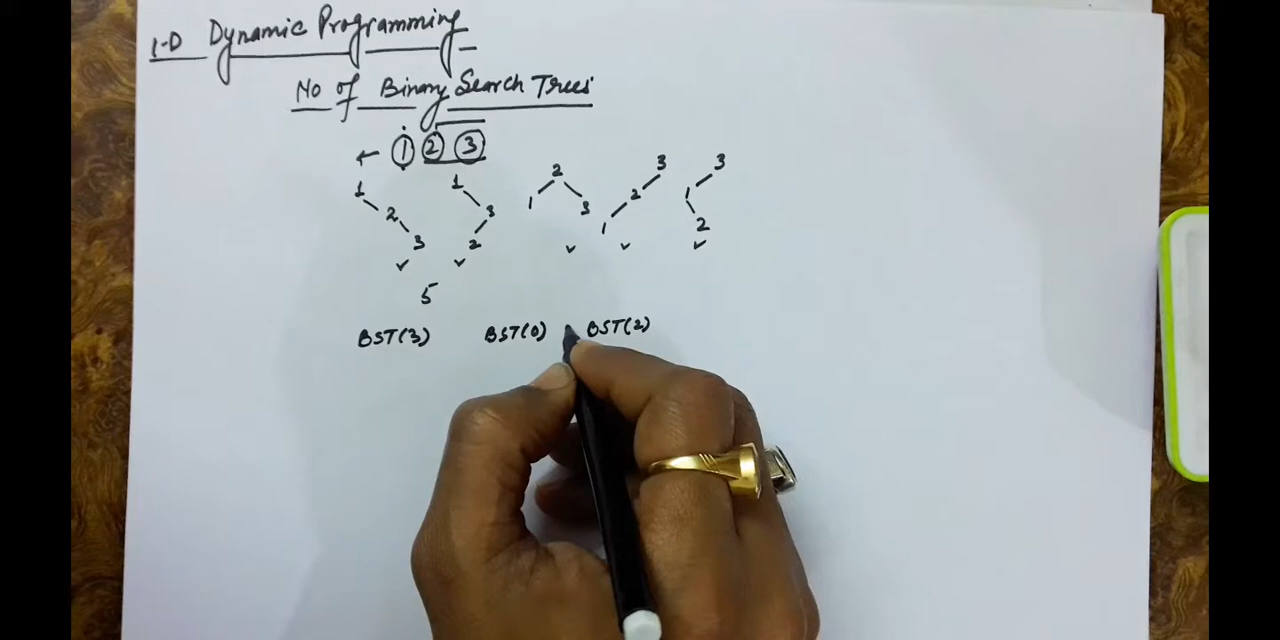 1-D Dynamic Programming
No of Binary Search Trees
← 1 2 3
1 2 3
1 3 2
2 1 3
3 2 1
3 1 2
5
BST(3) BST(0) BST(2)